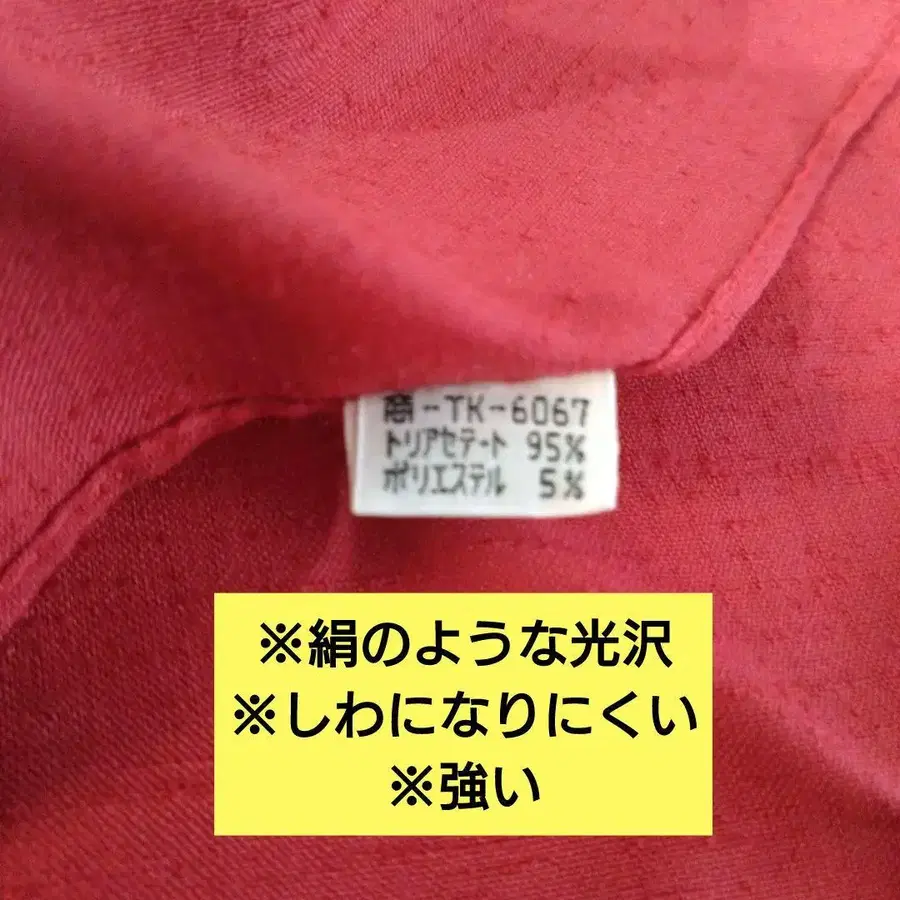 商-TK-6067
トリアセテート 95%
ポリエステル 5%
※絹のような光沢
※しわになりにくい
※強い